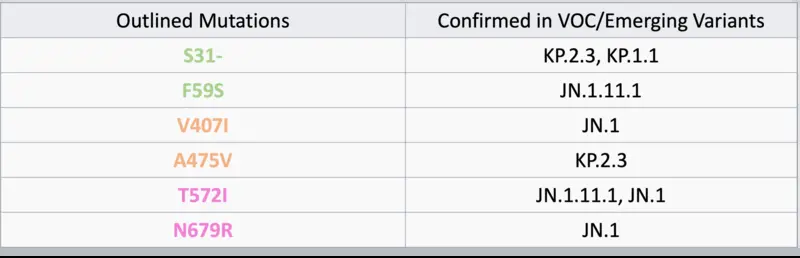 Outlined Mutations Confirmed in VOC/Emerging Variants
S31- KP.2.3, KP.1.1
F59S JN.1.11.1
V407I JN.1
A475V KP.2.3
T572I JN.1.11.1, JN.1
N679R JN.1